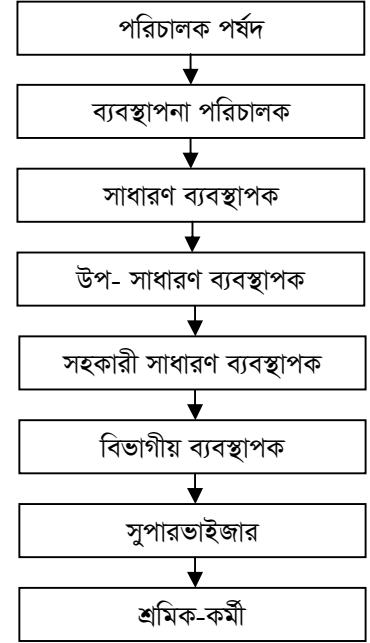 পরিচালক পর্ষদ
ব্যবস্থাপনা পরিচালক
সাধারণ ব্যবস্থাপক
উপ- সাধারণ ব্যবস্থাপক
সহকারী সাধারণ ব্যবস্থাপক
বিভাগীয় ব্যবস্থাপক
সুপারভাইজার
শ্রমিক-কর্মী